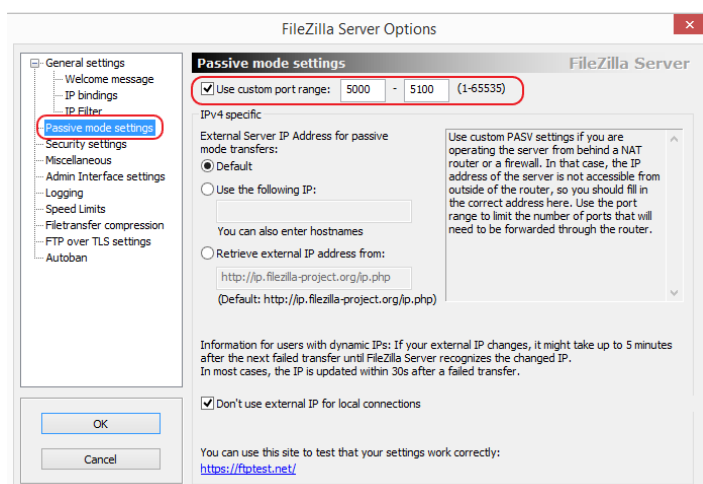 FileZilla Server Options
General settings
Welcome message
IP bindings
IP Filter
Passive mode settings
Security settings
Miscellaneous
Admin Interface settings
Logging
Speed Limits
Filetransfer compression
FTP over TLS settings
Autoban
OK
Cancel
Passive mode settings
FileZilla Server
Use custom port range: 5000 - 5100 (1-65535)
IPv4 specific
External Server IP Address for passive
mode transfers:
Default
Use the following IP:
You can also enter hostnames
Retrieve external IP address from:
http://ip.filezilla-project.org/ip.php
(Default: http://ip.filezilla-project.org/ip.php)
Use custom PASV settings if you are
operating the server from behind a NAT
router or a firewall. In that case, the IP
address of the server is not accessible from
outside of the router, so you should fill in
the correct address here. Use the port
range to limit the number of ports that will
need to be forwarded through the router.
Information for users with dynamic IPs: If your external IP changes, it might take up to 5 minutes
after the next failed transfer until FileZilla Server recognizes the changed IP.
In most cases, the IP is updated within 30s after a failed transfer.
Don't use external IP for local connections
You can use this site to test that your settings work correctly:
https://ftptest.net/